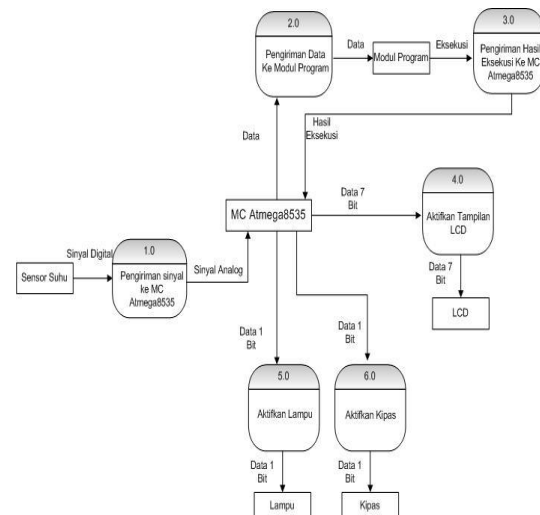 2.0
Pengiriman Data
Ke Modul Program
Data
Modul Program
Eksekusi
3.0
Pengiriman Hasil
Eksekusi Ke MC
Atmega8535
Data
Hasil
Eksekusi
MC Atmega8535
Data 7
Bit
4.0
Aktifkan Tampilan
LCD
Data 7
Bit
LCD
Sensor Suhu
Sinyal Digital
1.0
Pengiriman sinyal
ke MC
Atmega8535
Sinyal Analog
Data 1
Bit
5.0
Aktifkan Lampu
Data 1
Bit
Lampu
Data 1
Bit
6.0
Aktifkan Kipas
Data 1
Bit
Kipas